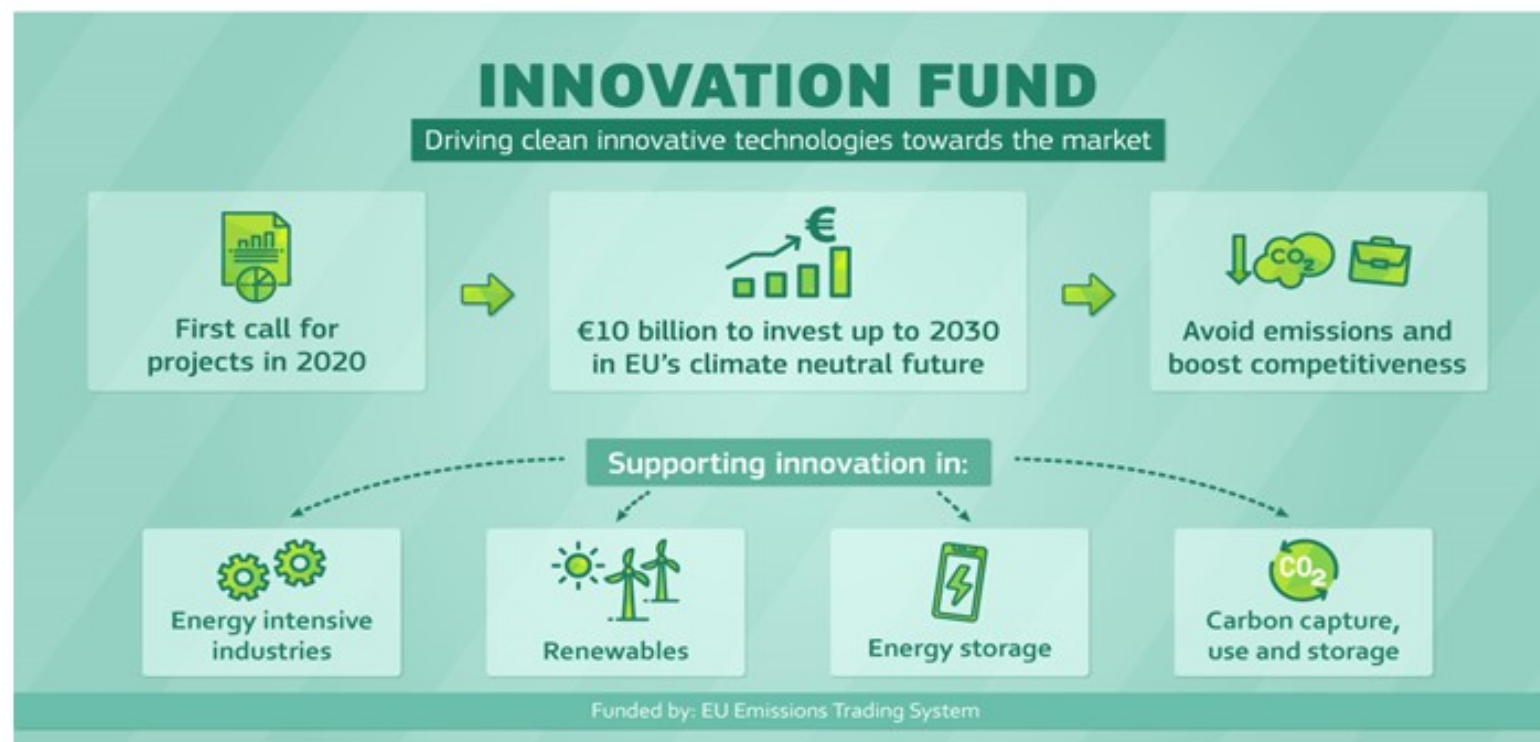 INNOVATION FUND
Driving clean innovative technologies towards the market
First call for
projects in 2020
€
€10 billion to invest up to 2030
in EU's climate neutral future
CO₂
Avoid emissions and
boost competitiveness
Supporting innovation in:
Energy intensive
industries
Renewables
Energy storage
CO₂
Carbon capture,
use and storage
Funded by: EU Emissions Trading System